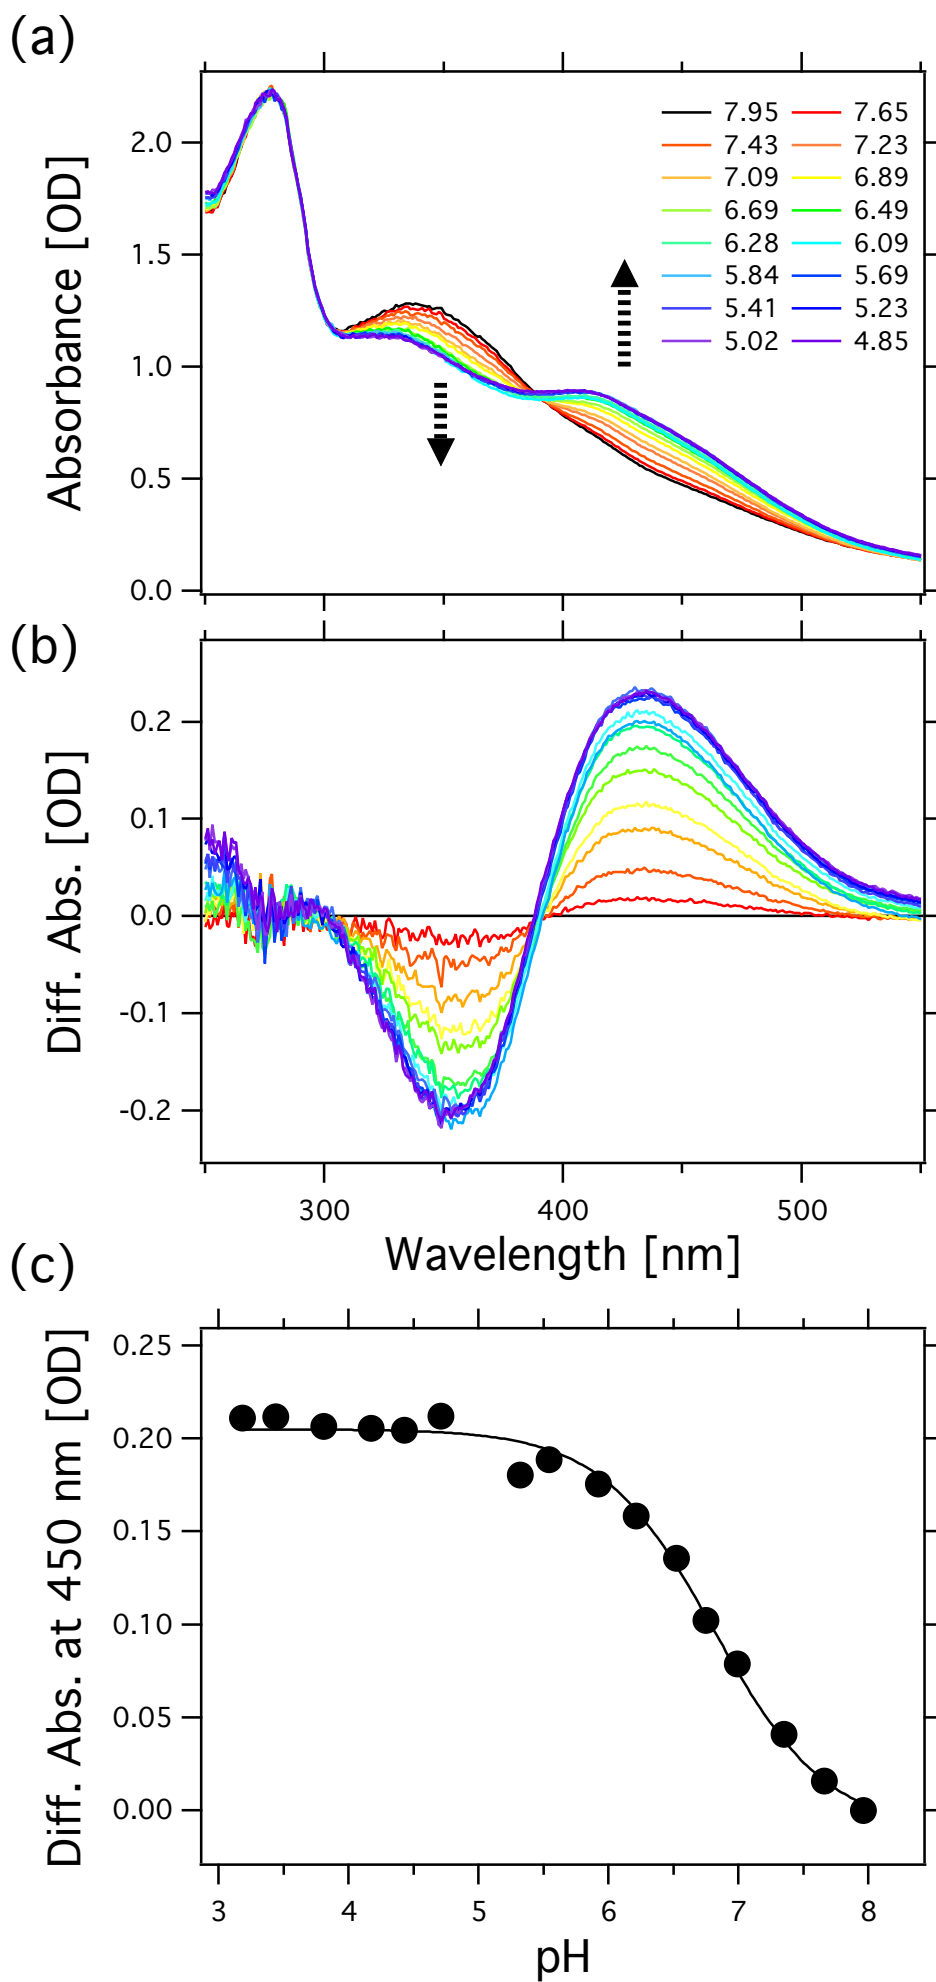 (a)
Absorbance [OD]
2.0
1.5
1.0
0.5
0.0
7.95 7.65
7.43 7.23
7.09 6.89
6.69 6.49
6.28 6.09
5.84 5.69
5.41 5.23
5.02 4.85
(b)
Diff. Abs. [OD]
0.2
0.1
0.0
-0.1
-0.2
300 400 500
Wavelength [nm]
(c)
Diff. Abs. at 450 nm [OD]
0.25
0.20
0.15
0.10
0.05
0.00
3 4 5 6 7 8
pH